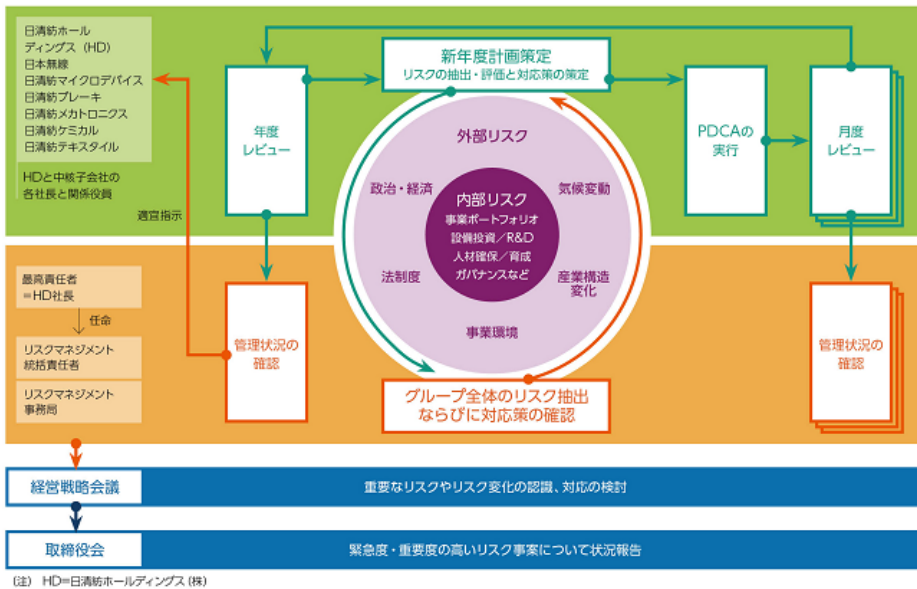 日清紡ホール
ディングス（HD）
日本無線
日清紡マイクロデバイス
日清紡ブレーキ
日清紡メカトロニクス
日清紡ケミカル
日清紡テキスタイル
HDと中核子会社の
各社長と関係役員
適宜指示
年度
レビュー
新年度計画策定
リスクの抽出・評価と対応策の策定
PDCAの
実行
月度
レビュー
外部リスク
政治・経済
気候変動
内部リスク
事業ポートフォリオ
設備投資／R&D
人材確保／育成
ガバナンスなど
法制度
産業構造
変化
事業環境
最高責任者
＝HD社長
任命
リスクマネジメント
統括責任者
リスクマネジメント
事務局
管理状況の
確認
グループ全体のリスク抽出
ならびに対応策の確認
管理状況の
確認
経営戦略会議
重要なリスクやリスク変化の認識、対応の検討
取締役会
緊急度・重要度の高いリスク事案について状況報告
（注） HD=日清紡ホールディングス（株）